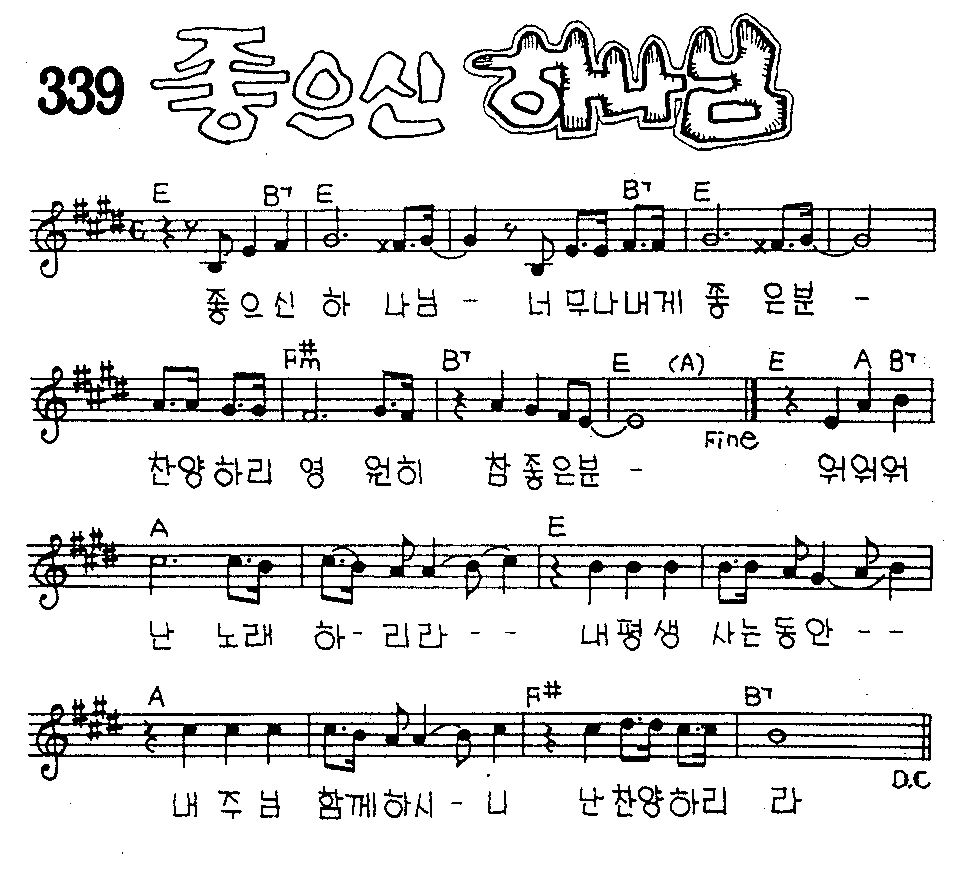 339 좋으신 하나님
E B7 E B7 E
좋으신 하 나님 - 너무나내게 좋 은분 -
F#m B7 E (A) E A B7
Fine
찬양하리 영 원히 참좋은분 - 워워워
A E
난 노래 하-리라-- 내평생 사는동안--
A F# B7
D.C
내주님 함께하시-니 난찬양하리 라